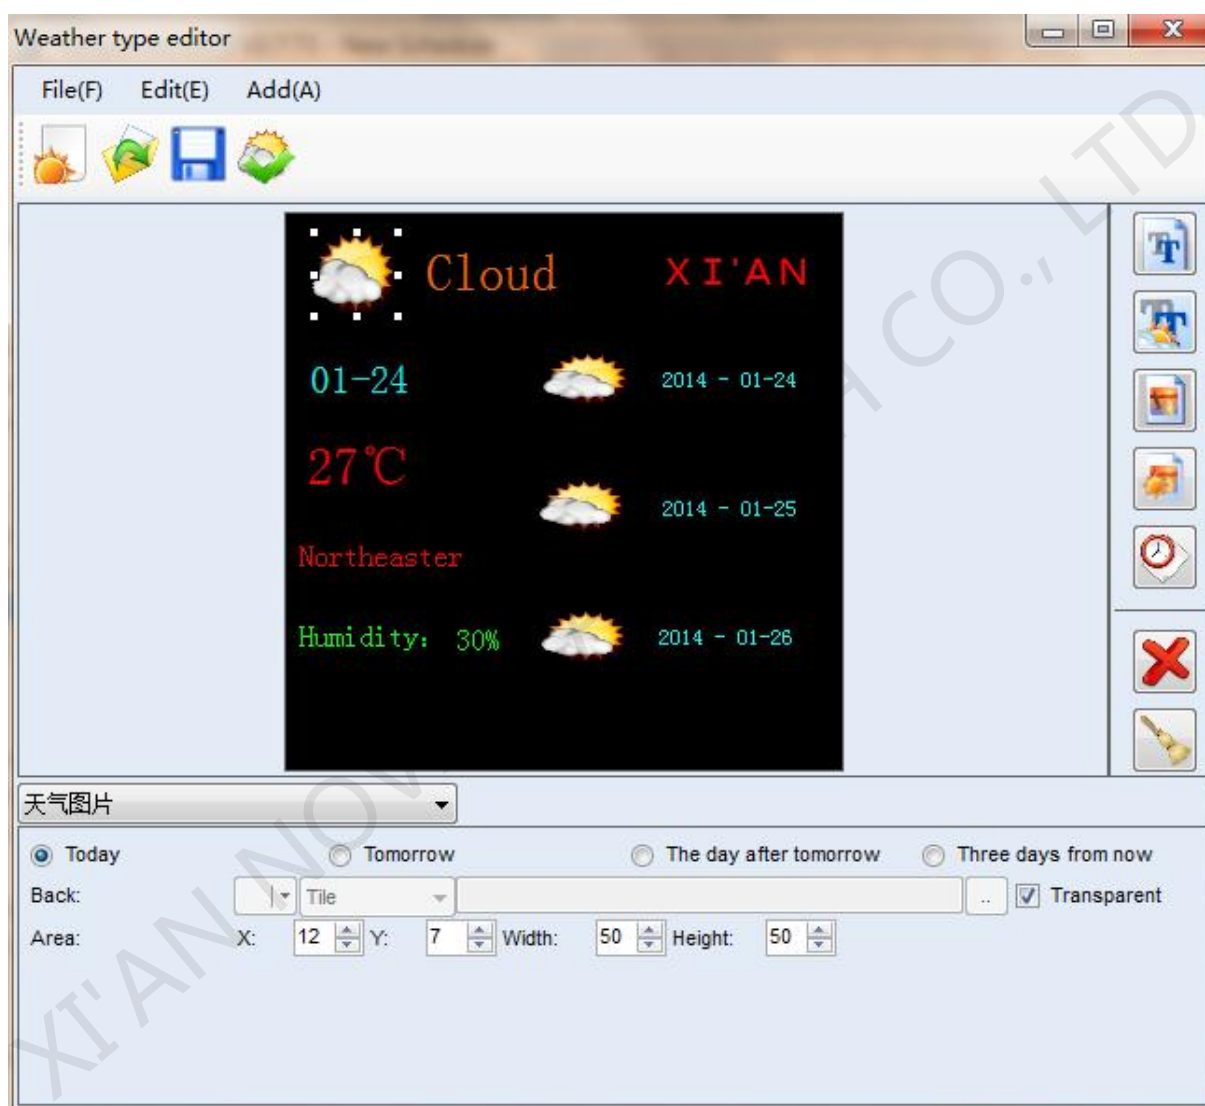 Weather type editor
File(F) Edit(E) Add(A)
Cloud XI'AN
01-24 2014 - 01-24
27℃
2014 - 01-25
Northeaster
Humidity: 30% 2014 - 01-26
天气图片
Today Tomorrow The day after tomorrow Three days from now
Back: Tile .. Transparent
Area: X: 12 Y: 7 Width: 50 Height: 50
XI'AN NOV H CO., LTD.